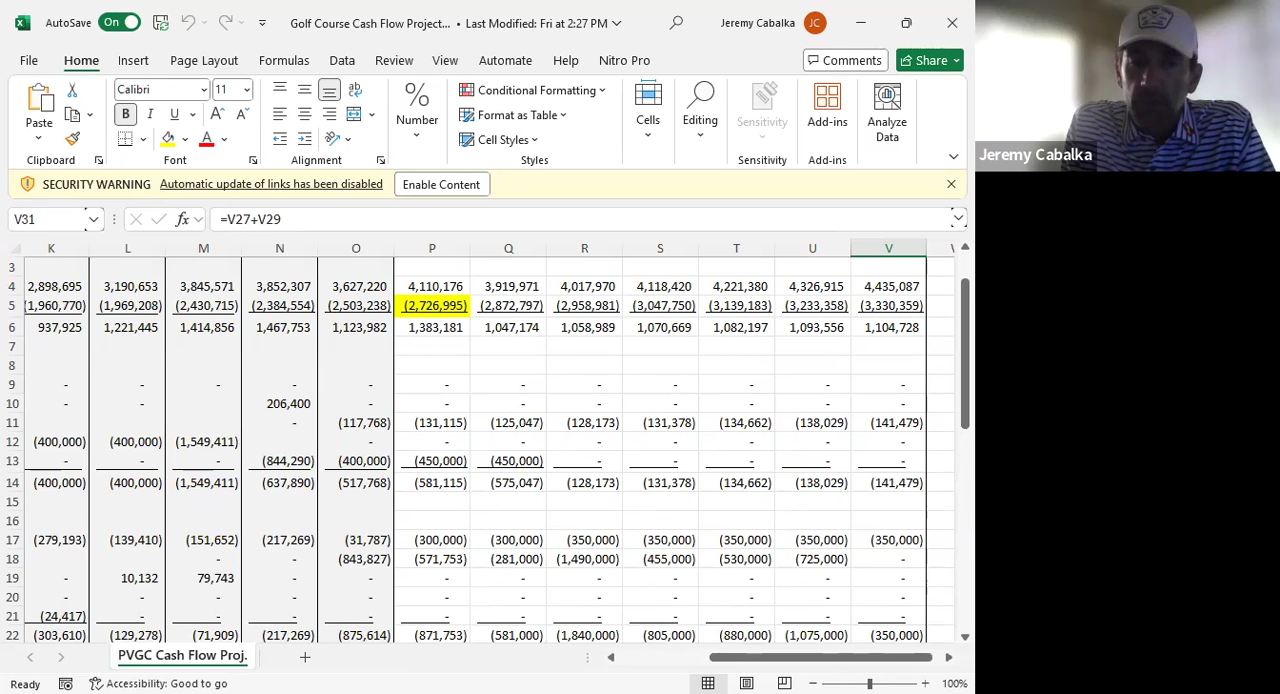 AutoSave On Golf Course Cash Flow Project... • Last Modified: Fri at 2:27 PM Jeremy Cabalka JC
File Home Insert Page Layout Formulas Data Review View Automate Help Nitro Pro Comments Share
Paste Calibri 11 Number Conditional Formatting Format as Table Cell Styles Cells Editing Sensitivity Add-ins Analyze Data
B I U
Clipboard Font Alignment Styles Sensitivity Add-ins
SECURITY WARNING Automatic update of links has been disabled Enable Content
V31 fx =V27+V29
K L M N O P Q R S T U V
3
4 2,898,695 3,190,653 3,845,571 3,852,307 3,627,220 4,110,176 3,919,971 4,017,970 4,118,420 4,221,380 4,326,915 4,435,087
5 (1,960,770) (1,969,208) (2,430,715) (2,384,554) (2,503,238) (2,726,995) (2,872,797) (2,958,981) (3,047,750) (3,139,183) (3,233,358) (3,330,359)
6 937,925 1,221,445 1,414,856 1,467,753 1,123,982 1,383,181 1,047,174 1,058,989 1,070,669 1,082,197 1,093,556 1,104,728
7
8
9 - - - - - - - - - - - -
10 - - - 206,400 - - - - - - - -
11 - (117,768) (131,115) (125,047) (128,173) (131,378) (134,662) (138,029) (141,479)
12 (400,000) (400,000) (1,549,411) - - - - - - - -
13 - - - (844,290) (400,000) (450,000) (450,000) - - - - -
14 (400,000) (400,000) (1,549,411) (637,890) (517,768) (581,115) (575,047) (128,173) (131,378) (134,662) (138,029) (141,479)
15
16
17 (279,193) (139,410) (151,652) (217,269) (31,787) (300,000) (300,000) (350,000) (350,000) (350,000) (350,000) (350,000)
18 - - (843,827) (571,753) (281,000) (1,490,000) (455,000) (530,000) (725,000) -
19 - 10,132 79,743 - - - - - - - - -
20 - - - - - - - - - - - -
21 (24,417) - - - - - - - - - - -
22 (303,610) (129,278) (71,909) (217,269) (875,614) (871,753) (581,000) (1,840,000) (805,000) (880,000) (1,075,000) (350,000)
PVGC Cash Flow Proj.
Ready Accessibility: Good to go 100%
Jeremy Cabalka